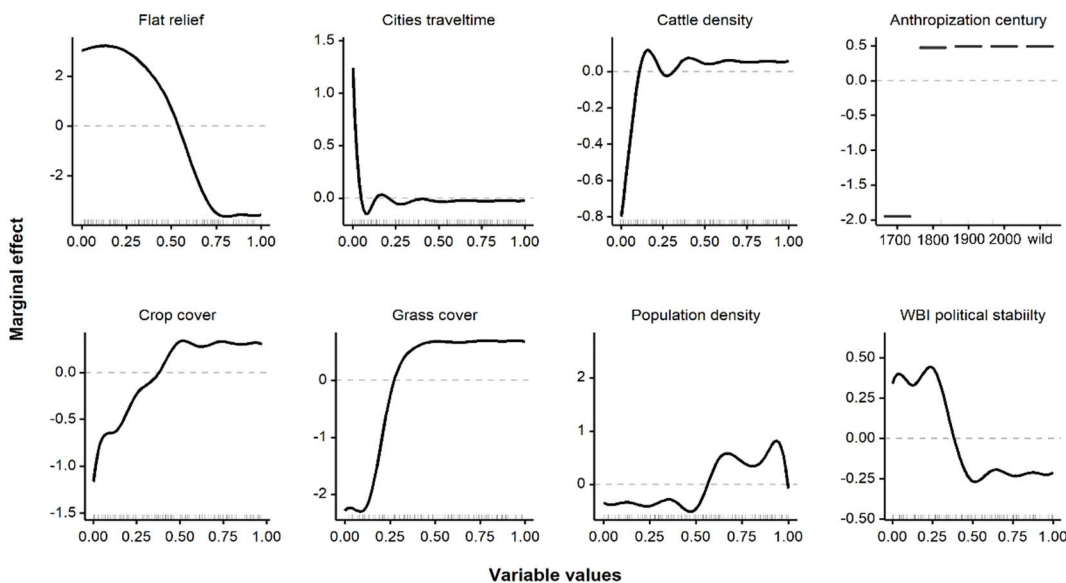 Flat relief
Cities traveltime
Cattle density
Anthropization century
2
0
-2
0.00 0.25 0.50 0.75 1.00
1.5
1.0
0.5
0.0
0.00 0.25 0.50 0.75 1.00
0.0
-0.2
-0.4
-0.6
-0.8
0.00 0.25 0.50 0.75 1.00
0.5
0.0
-0.5
-1.0
-1.5
-2.0
1700 1800 1900 2000 wild
Marginal effect
Crop cover
Grass cover
Population density
WBI political stabiilty
0.0
-0.5
-1.0
-1.5
0.00 0.25 0.50 0.75 1.00
0
-1
-2
0.00 0.25 0.50 0.75 1.00
2
1
0
0.00 0.25 0.50 0.75 1.00
0.50
0.25
0.00
-0.25
-0.50
0.00 0.25 0.50 0.75 1.00
Variable values